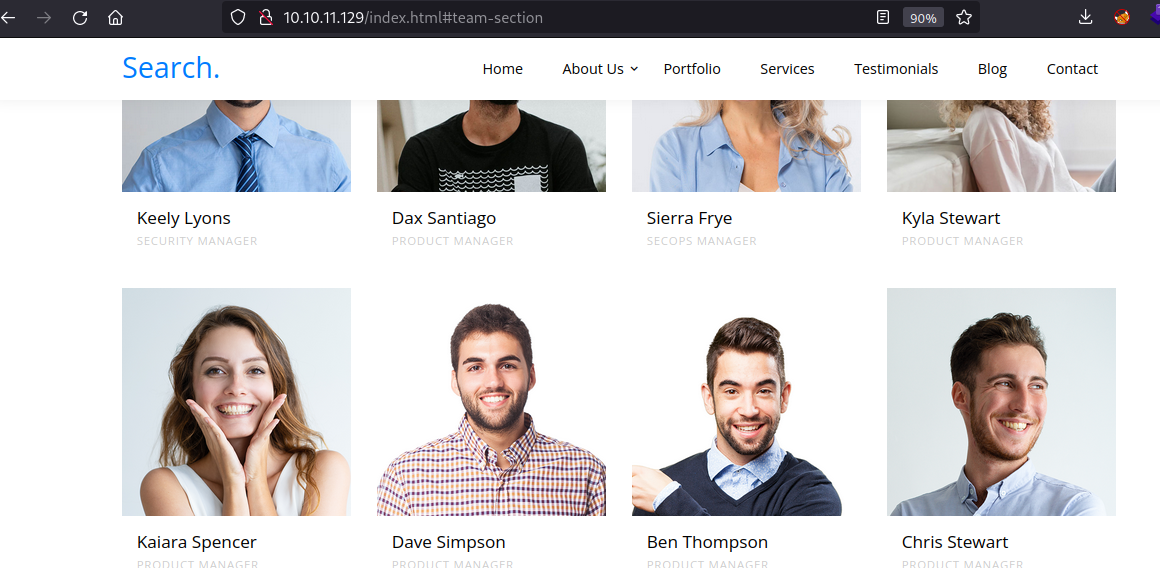 10.10.11.129/index.html#team-section 90%
Search. Home About Us Portfolio Services Testimonials Blog Contact
Keely Lyons Dax Santiago Sierra Frye Kyla Stewart
SECURITY MANAGER PRODUCT MANAGER SECOPS MANAGER PRODUCT MANAGER
Kaiara Spencer Dave Simpson Ben Thompson Chris Stewart
PRODUCT MANAGER PRODUCT MANAGER PRODUCT MANAGER PRODUCT MANAGER